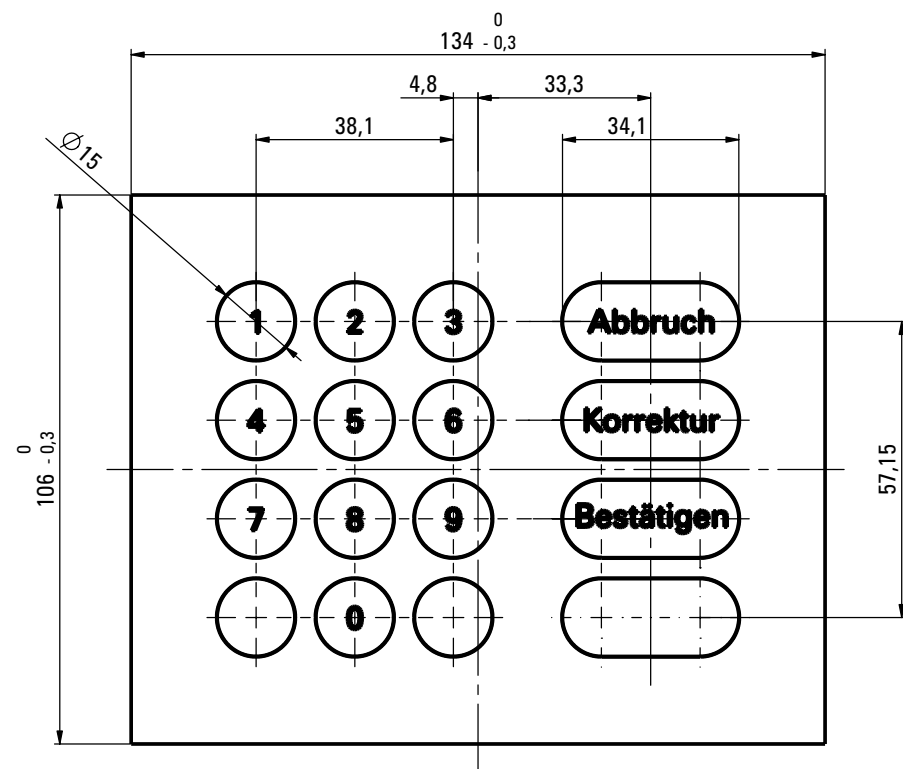 0
134 - 0,3
4,8 33,3
38,1 34,1
∅15
1 2 3 Abbruch
4 5 6 Korrektur
0
106 - 0,3
57,15
7 8 9 Bestätigen
0